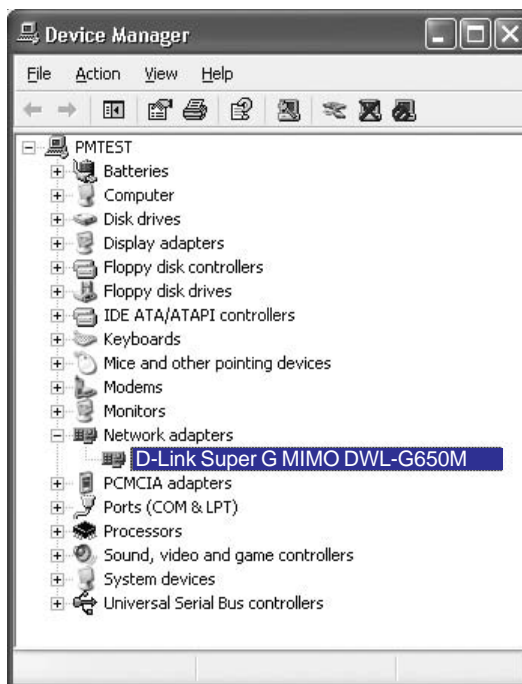 Device Manager
File Action View Help
PMTEST
Batteries
Computer
Disk drives
Display adapters
Floppy disk controllers
Floppy disk drives
IDE ATA/ATAPI controllers
Keyboards
Mice and other pointing devices
Modems
Monitors
Network adapters
D-Link Super G MIMO DWL-G650M
PCMCIA adapters
Ports (COM & LPT)
Processors
Sound, video and game controllers
System devices
Universal Serial Bus controllers